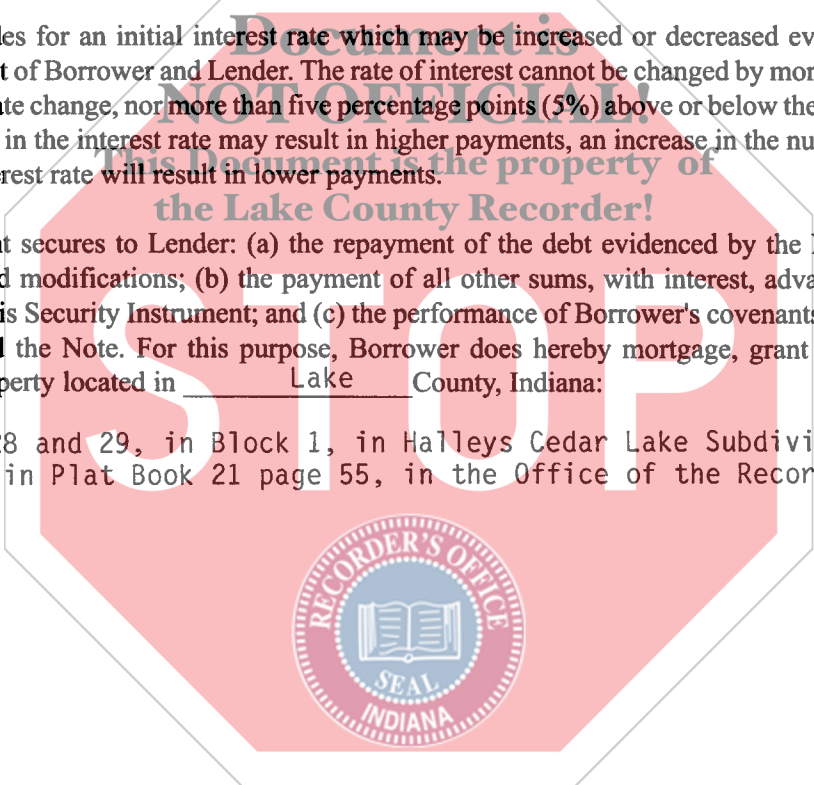 Document is
les for an initial interest rate which may be increased or decreased ev
t of Borrower and Lender. The rate of interest cannot be changed by mor
NOT OFFICIAL!
ate change, nor more than five percentage points (5%) above or below the
in the interest rate may result in higher payments, an increase in the nu
This Document is the property of
rest rate will result in lower payments.
the Lake County Recorder!
t secures to Lender: (a) the repayment of the debt evidenced by the
d modifications; (b) the payment of all other sums, with interest, adva
is Security Instrument; and (c) the performance of Borrower's covenants
the Note. For this purpose, Borrower does hereby mortgage, grant
perty located in Lake County, Indiana:
STOP
28 and 29, in Block 1, in Halleys Cedar Lake Subdivi
in Plat Book 21 page 55, in the Office of the Recor
RECORDER'S OFFICE
SEAL
INDIANA